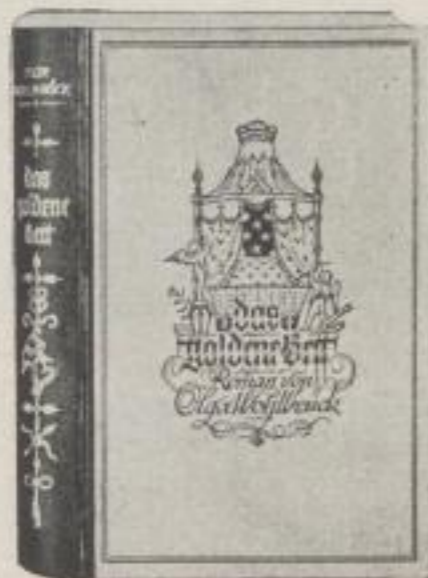 das
goldene
Bett
das
goldene Bett
Roman von
Olga Wohlbrück